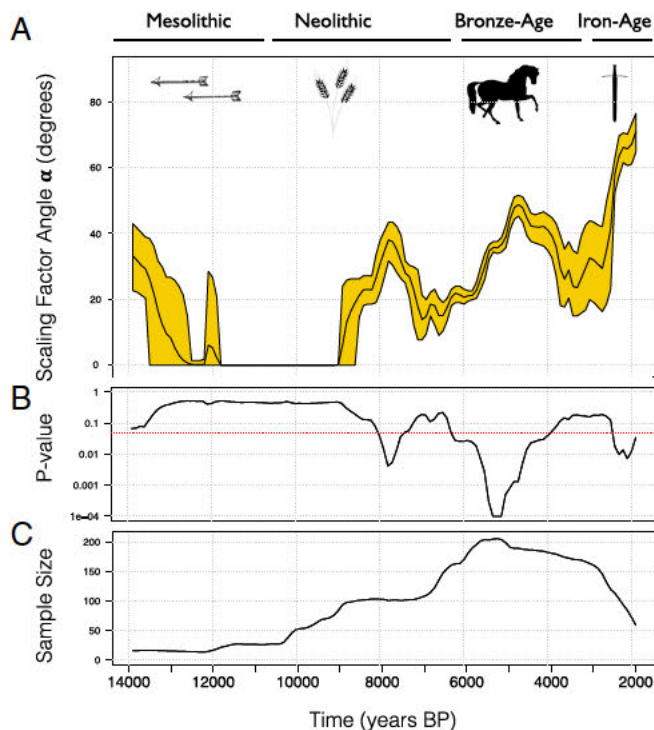 Mesolithic Neolithic Bronze-Age Iron-Age
A
Scaling Factor Angle α (degrees)
80
60
40
20
0
B
P-value
1
0.1
0.01
0.001
1e−04
C
Sample Size
200
150
100
50
0
14000 12000 10000 8000 6000 4000 2000
Time (years BP)